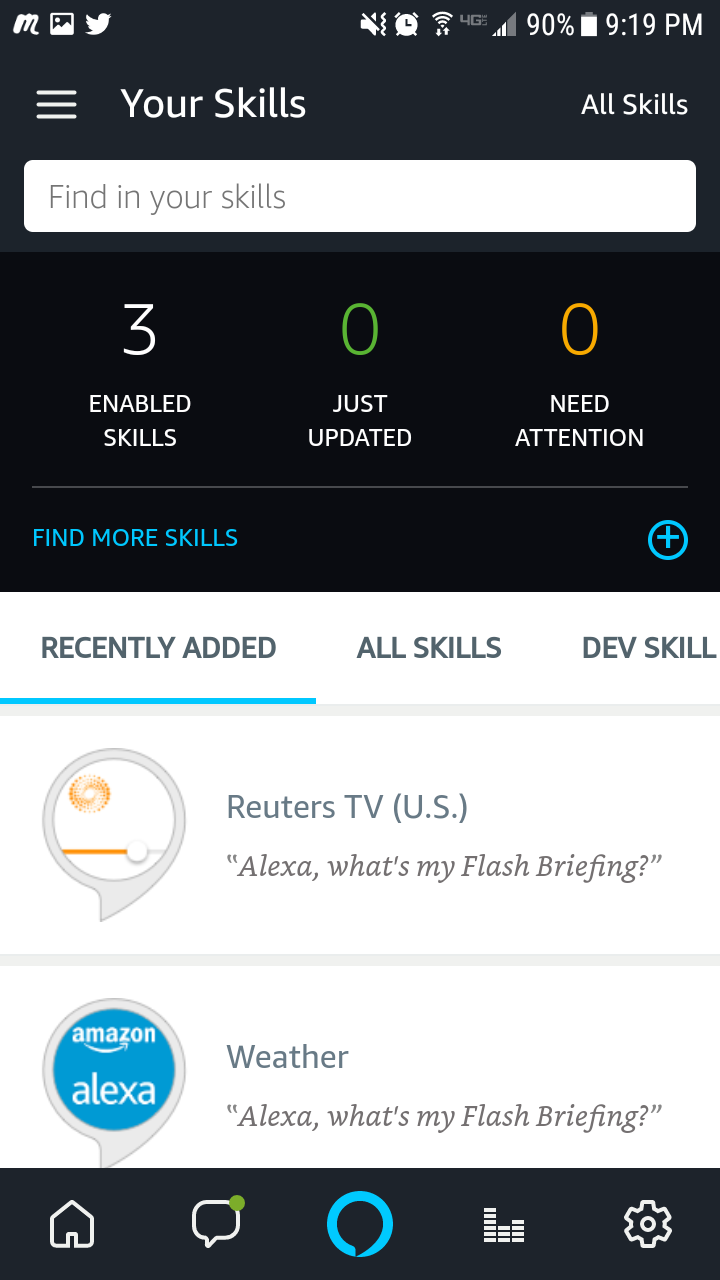 90% 9:19 PM
Your Skills
All Skills
Find in your skills
3
0
0
ENABLED
SKILLS
JUST
UPDATED
NEED
ATTENTION
FIND MORE SKILLS
RECENTLY ADDED
ALL SKILLS
DEV SKILL
Reuters TV (U.S.)
"Alexa, what's my Flash Briefing?"
amazon
alexa
Weather
"Alexa, what's my Flash Briefing?"